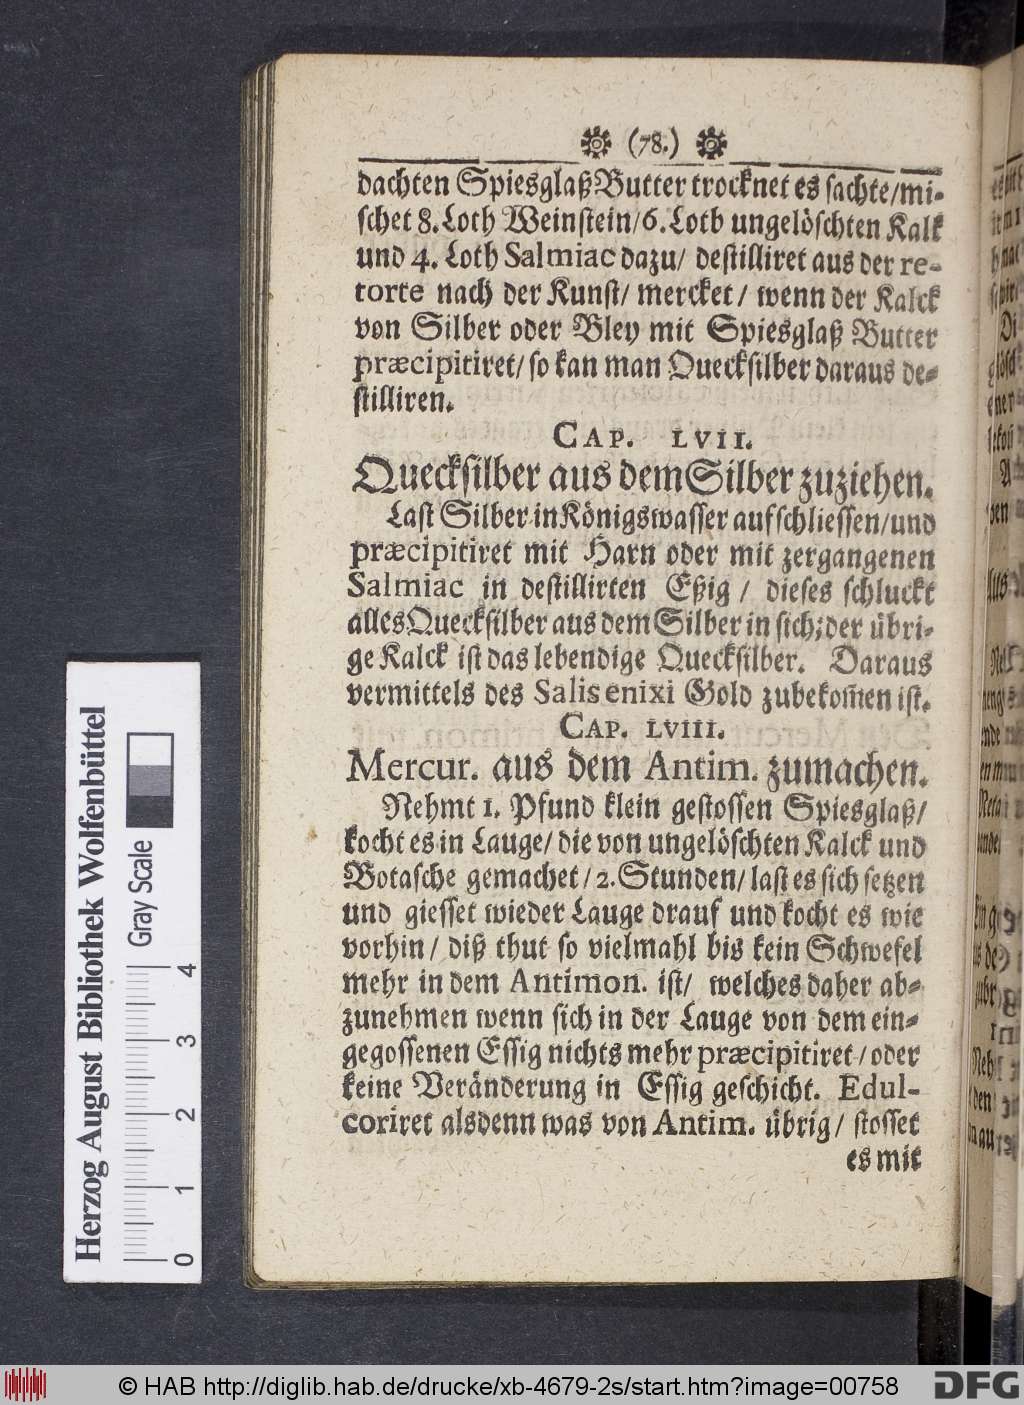 (78.)
dachten Spiesglaß Butter trocknet es sachte/mi-
schet 8. Loth Weinstein/6. Loth ungelöschten Kalk
und 4. Loth Salmiac dazu/ destilliret aus der re-
torte nach der Kunst/ mercket/ wenn der Kalck
von Silber oder Bley mit Spiesglaß Butter
præcipitiret/ so kan man Quecksilber daraus de-
stilliren.
CAP. LVII.
Quecksilber aus dem Silber zuziehen.
Last Silber in Königswasser aufschliessen/und
præcipitiret mit Harn oder mit zergangenen
Salmiac in destillirten Eßig / dieses schluckt
alles Quecksilber aus dem Silber in sich; der übri-
ge Kalck ist das lebendige Quecksilber. Daraus
vermittels des Salis enixi Gold zubekom̃en ist.
CAP. LVIII.
Mercur. aus dem Antim. zumachen.
Nehmt 1. Pfund klein gestossen Spiesglaß/
kocht es in Lauge/ die von ungelöschten Kalck und
Potasche gemachet/ 2. Stunden/ last es sich setzen
und giesset wieder Lauge drauf und kocht es wie
vorhin/ diß thut so vielmahl bis kein Schwefel
mehr in dem Antimon. ist/ welches daher ab-
zunehmen wenn sich in der Lauge von dem ein-
gegossenen Essig nichts mehr præcipitiret/ oder
keine Veränderung in Essig geschicht. Edul-
coriret alsdenn was von Antim. übrig/ stosset
es mit
Herzog August Bibliothek Wolfenbüttel
Gray Scale
0 1 2 3 4
© HAB http://diglib.hab.de/drucke/xb-4679-2s/start.htm?image=00758
DFG